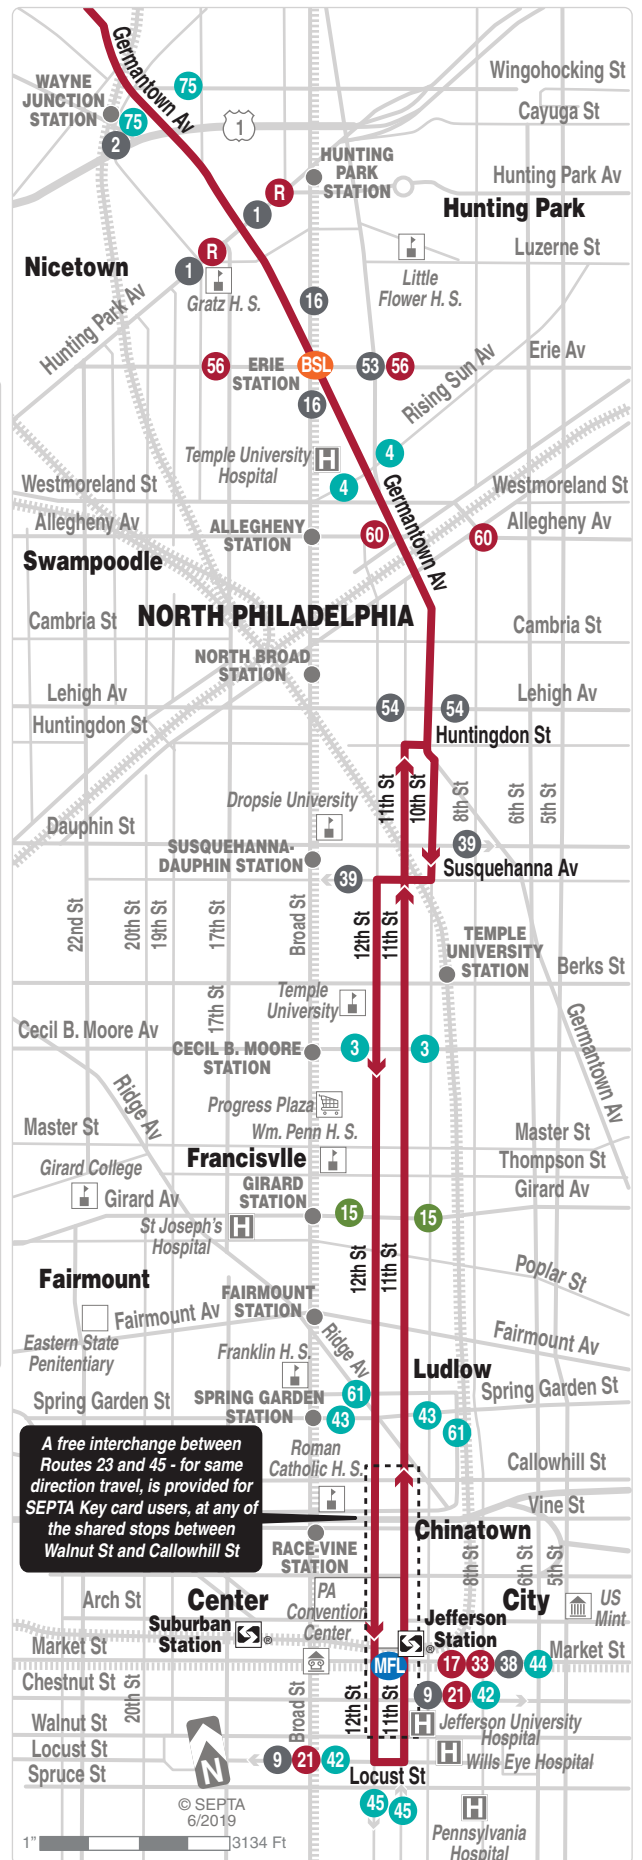 Germantown Av
WAYNE
JUNCTION
STATION
75
75
2
1
Wingohocking St
Cayuga St
HUNTING
PARK
STATION
Hunting Park Av
R
1
Hunting Park
R
1
Nicetown
Gratz H. S.
Luzerne St
Little
Flower H. S.
Hunting Park Av
16
56
ERIE
STATION
BSL
53
56
Erie Av
16
Rising Sun Av
Temple University
Hospital
H
4
4
Westmoreland St
Westmoreland St
Germantown Av
Allegheny Av
ALLEGHENY
STATION
60
60
Allegheny Av
Swampoodle
NORTH PHILADELPHIA
Cambria St
Cambria St
NORTH BROAD
STATION
Lehigh Av
54
54
Lehigh Av
Huntingdon St
Huntingdon St
11th St
10th St
8th St
6th St
5th St
Dropsie University
Dauphin St
SUSQUEHANNA-
DAUPHIN STATION
39
39
Susquehanna Av
22nd St
20th St
19th St
17th St
Broad St
12th St
11th St
TEMPLE
UNIVERSITY
STATION
Berks St
17th St
Temple
University
Cecil B. Moore Av
CECIL B. MOORE
STATION
3
3
Germantown Av
Ridge Av
Progress Plaza
Master St
Wm. Penn H. S.
Master St
Francisvlle
Thompson St
Girard College
GIRARD
STATION
Girard Av
Girard Av
15
15
St Joseph's
Hospital
H
12th St
11th St
Poplar St
Fairmount
FAIRMOUNT
STATION
Fairmount Av
Fairmount Av
Eastern State
Penitentiary
Ridge Av
Franklin H. S.
Ludlow
61
Spring Garden St
SPRING GARDEN
STATION
43
43
61
Spring Garden St
A free interchange between
Routes 23 and 45 - for same
direction travel, is provided for
SEPTA Key card users, at any of
the shared stops between
Walnut St and Callowhill St
Roman
Catholic H. S.
Callowhill St
Vine St
Chinatown
RACE-VINE
STATION
8th St
6th St
5th St
Arch St
Center
PA
Convention
Center
City
US
Mint
Suburban
Station
®
Jefferson
Station
®
Market St
MFL
17
33
38
44
Market St
Chestnut St
9
21
42
20th St
Broad St
12th St
11th St
Walnut St
H
Jefferson University
Hospital
Locust St
N
9
21
42
H
Wills Eye Hospital
Spruce St
Locust St
45
45
© SEPTA
6/2019
H
Pennsylvania
Hospital
1"
3134 Ft